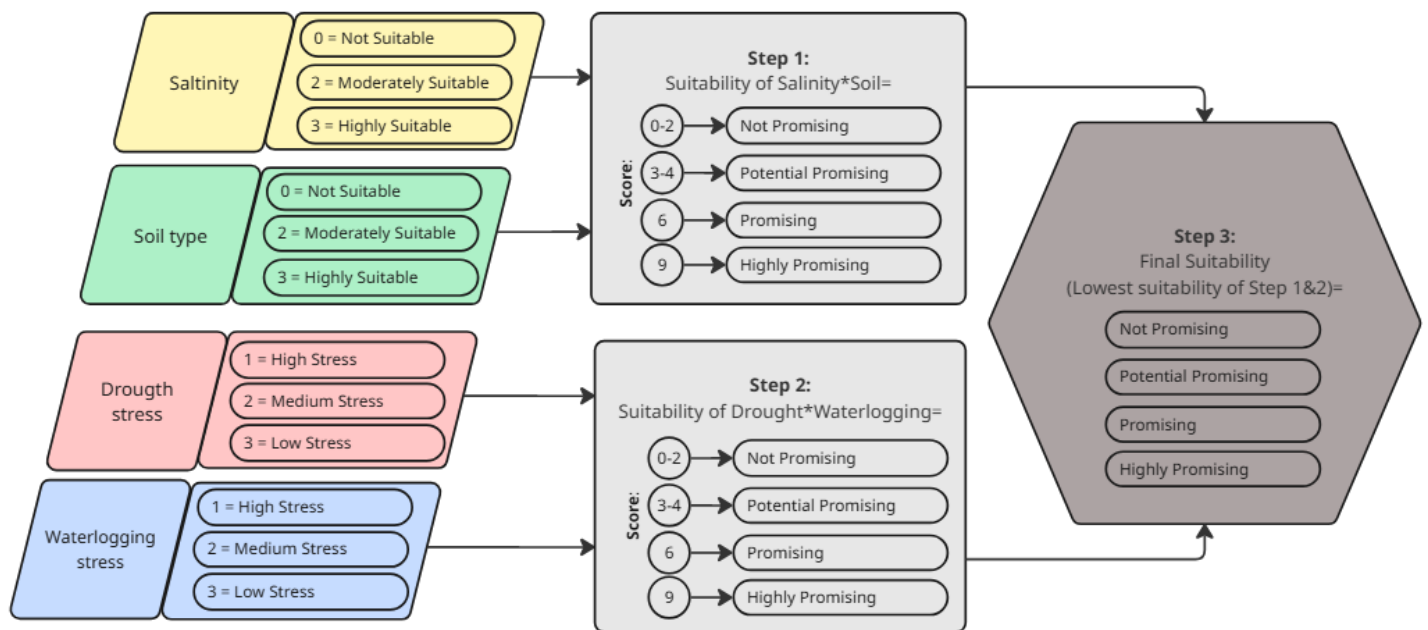 Saltinity
0 = Not Suitable
2 = Moderately Suitable
3 = Highly Suitable
Soil type
0 = Not Suitable
2 = Moderately Suitable
3 = Highly Suitable
Drougth
stress
1 = High Stress
2 = Medium Stress
3 = Low Stress
Waterlogging
stress
1 = High Stress
2 = Medium Stress
3 = Low Stress
Step 1:
Suitability of Salinity*Soil=
Score:
0-2
Not Promising
3-4
Potential Promising
6
Promising
9
Highly Promising
Step 2:
Suitability of Drought*Waterlogging=
Score:
0-2
Not Promising
3-4
Potential Promising
6
Promising
9
Highly Promising
Step 3:
Final Suitability
(Lowest suitability of Step 1&2)=
Not Promising
Potential Promising
Promising
Highly Promising